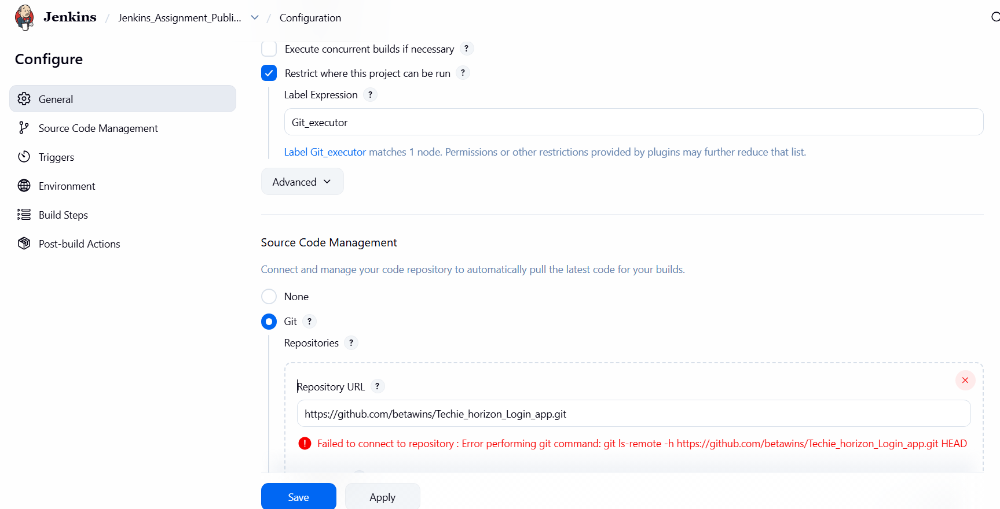 Jenkins / Jenkins_Assignment_Publi... / Configuration
Configure
General
Source Code Management
Triggers
Environment
Build Steps
Post-build Actions
Execute concurrent builds if necessary ?
Restrict where this project can be run ?
Label Expression ?
Git_executor
Label Git_executor matches 1 node. Permissions or other restrictions provided by plugins may further reduce that list.
Advanced
Source Code Management
Connect and manage your code repository to automatically pull the latest code for your builds.
None
Git ?
Repositories ?
Repository URL ?
https://github.com/betawins/Techie_horizon_Login_app.git
Failed to connect to repository : Error performing git command: git ls-remote -h https://github.com/betawins/Techie_horizon_Login_app.git HEAD
Save
Apply